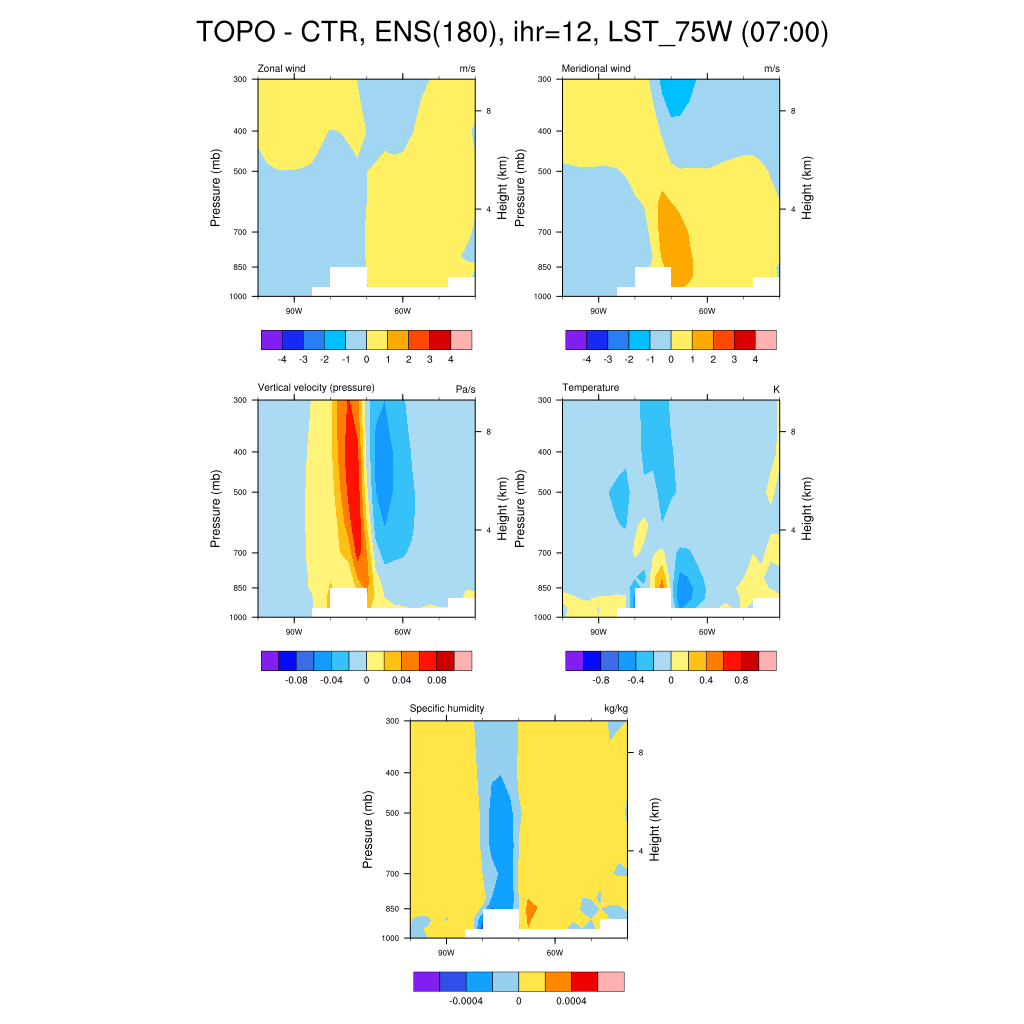 TOPO - CTR, ENS(180), ihr=12, LST_75W (07:00)
Zonal wind m/s
300
400
500
700
850
1000
Pressure (mb)
8
4
Height (km)
90W 60W
-4 -3 -2 -1 0 1 2 3 4
Meridional wind m/s
300
400
500
700
850
1000
Pressure (mb)
8
4
Height (km)
90W 60W
-4 -3 -2 -1 0 1 2 3 4
Vertical velocity (pressure) Pa/s
300
400
500
700
850
1000
Pressure (mb)
8
4
Height (km)
90W 60W
-0.08 -0.04 0 0.04 0.08
Temperature K
300
400
500
700
850
1000
Pressure (mb)
8
4
Height (km)
90W 60W
-0.8 -0.4 0 0.4 0.8
Specific humidity kg/kg
300
400
500
700
850
1000
Pressure (mb)
8
4
Height (km)
90W 60W
-0.0004 0 0.0004